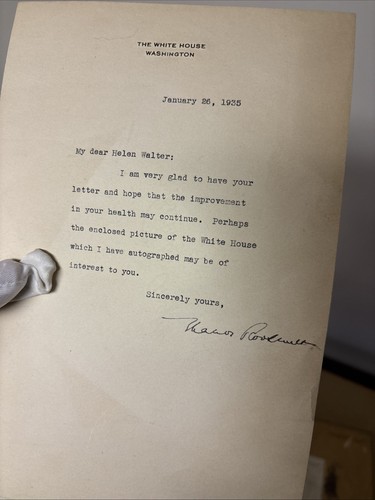 THE WHITE HOUSE
WASHINGTON
January 26, 1935
My dear Helen Walter:
I am very glad to have your
letter and hope that the improvement
in your health may continue. Perhaps
the enclosed picture of the White House
which I have autographed may be of
interest to you.
Sincerely yours,
Roosevelt